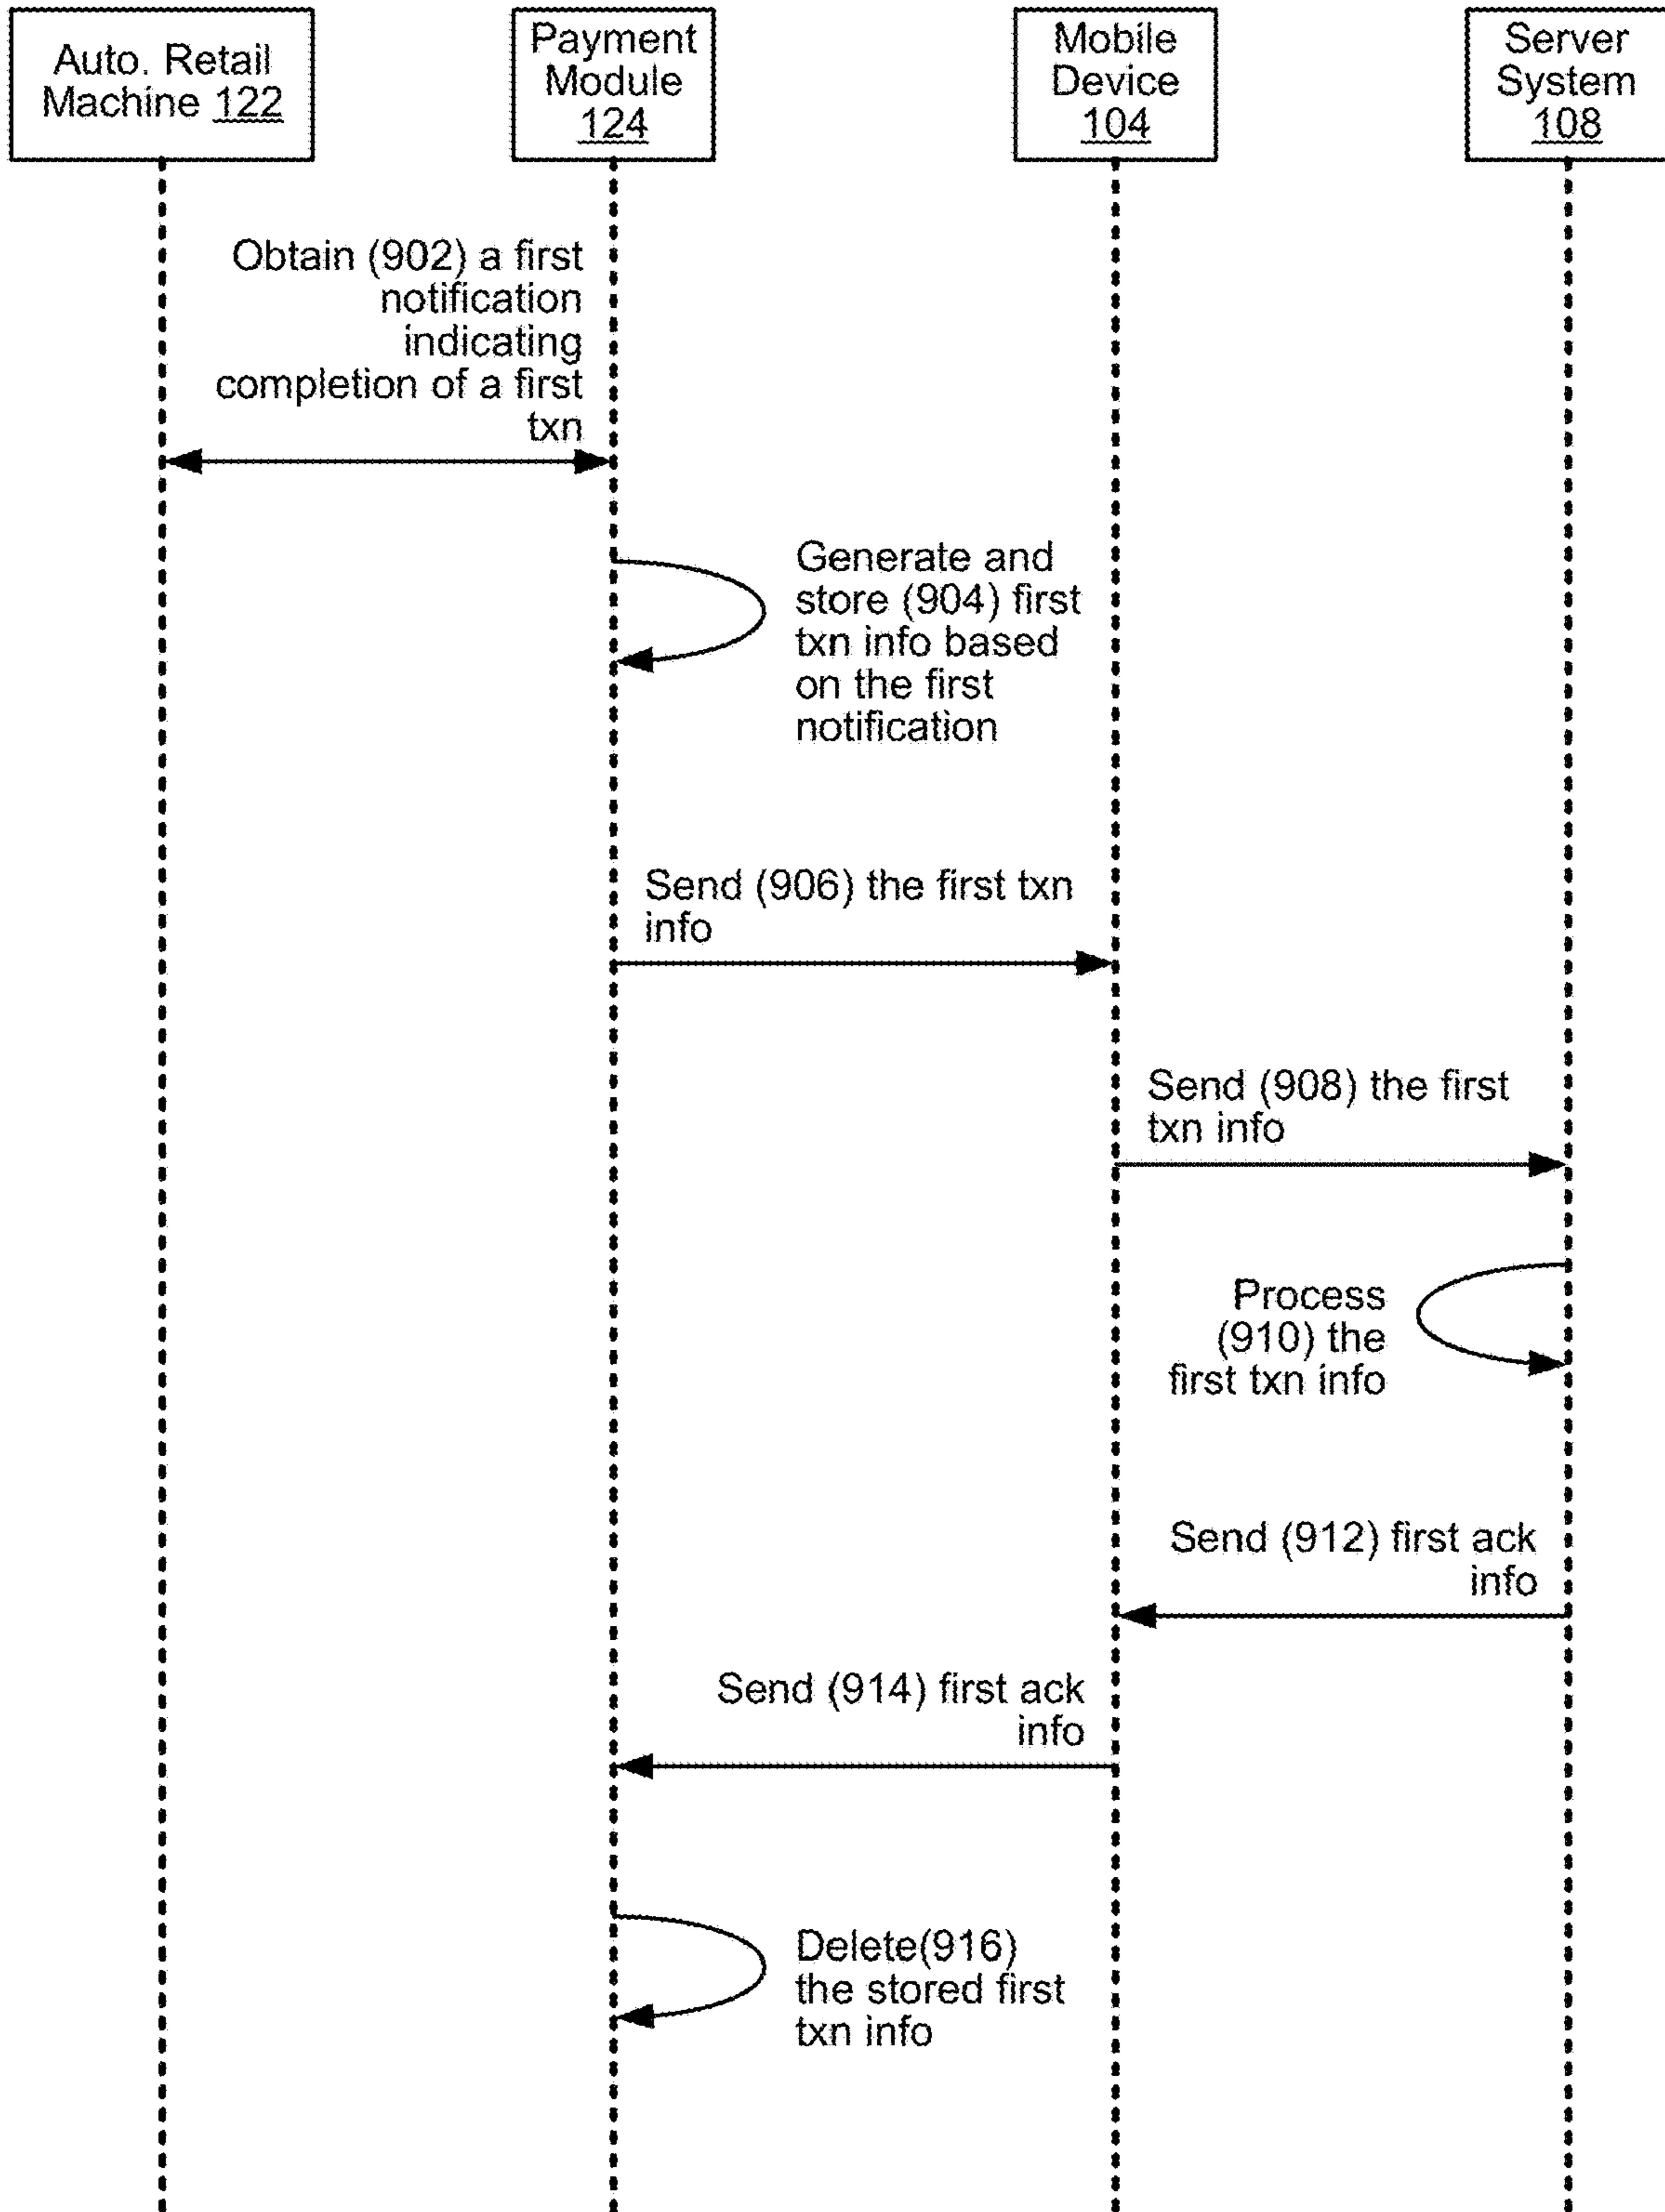 Auto. Retail
Machine 122
Payment
Module
124
Mobile
Device
104
Server
System
108
Obtain (902) a first
notification
indicating
completion of a first
txn
Generate and
store (904) first
txn info based
on the first
notification
Send (906) the first txn
info
Send (908) the first
txn info
Process
(910) the
first txn info
Send (912) first ack
info
Send (914) first ack
info
Delete(916)
the stored first
txn info